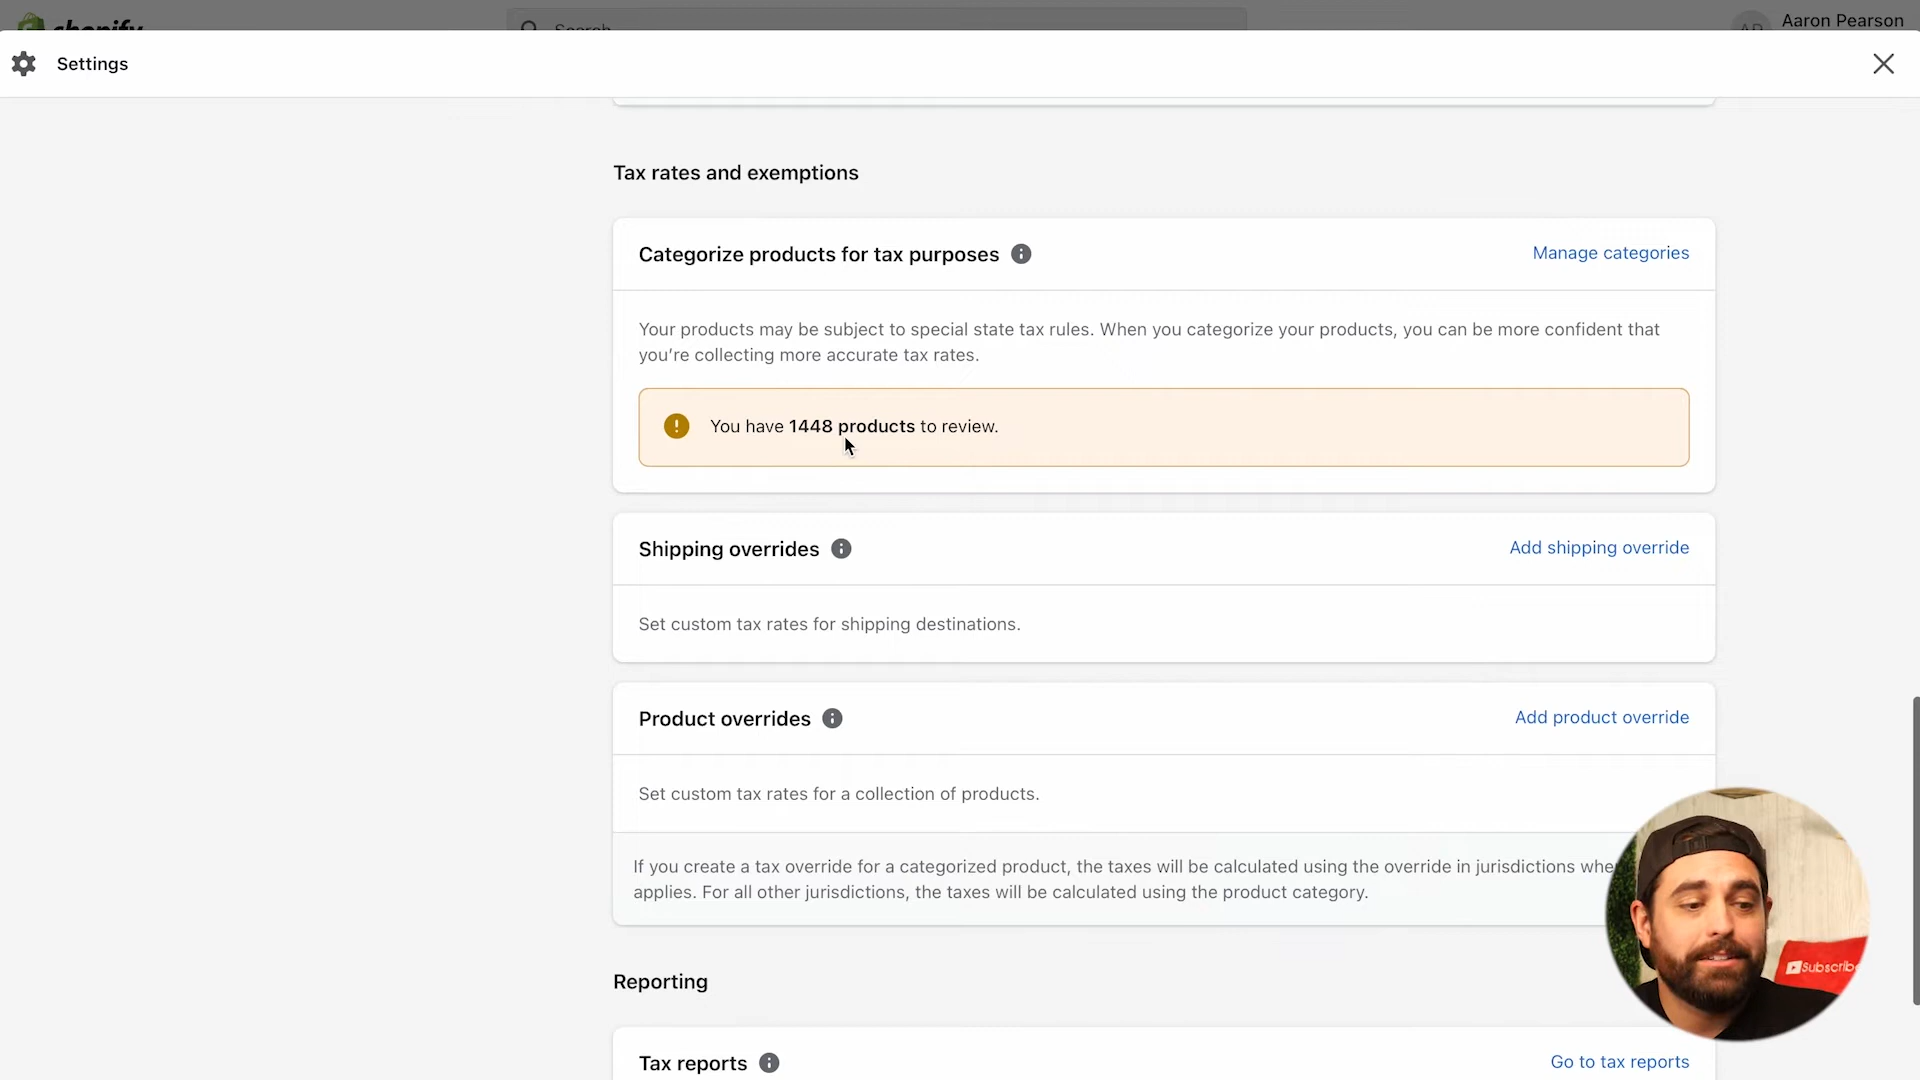 shopify
Search
Aaron Pearson
AP
Settings
Tax rates and exemptions
Categorize products for tax purposes
Manage categories
Your products may be subject to special state tax rules. When you categorize your products, you can be more confident that
you're collecting more accurate tax rates.
You have 1448 products to review.
Shipping overrides
Add shipping override
Set custom tax rates for shipping destinations.
Product overrides
Add product override
Set custom tax rates for a collection of products.
If you create a tax override for a categorized product, the taxes will be calculated using the override in jurisdictions whe
applies. For all other jurisdictions, the taxes will be calculated using the product category.
Subscribe
Reporting
Tax reports
Go to tax reports